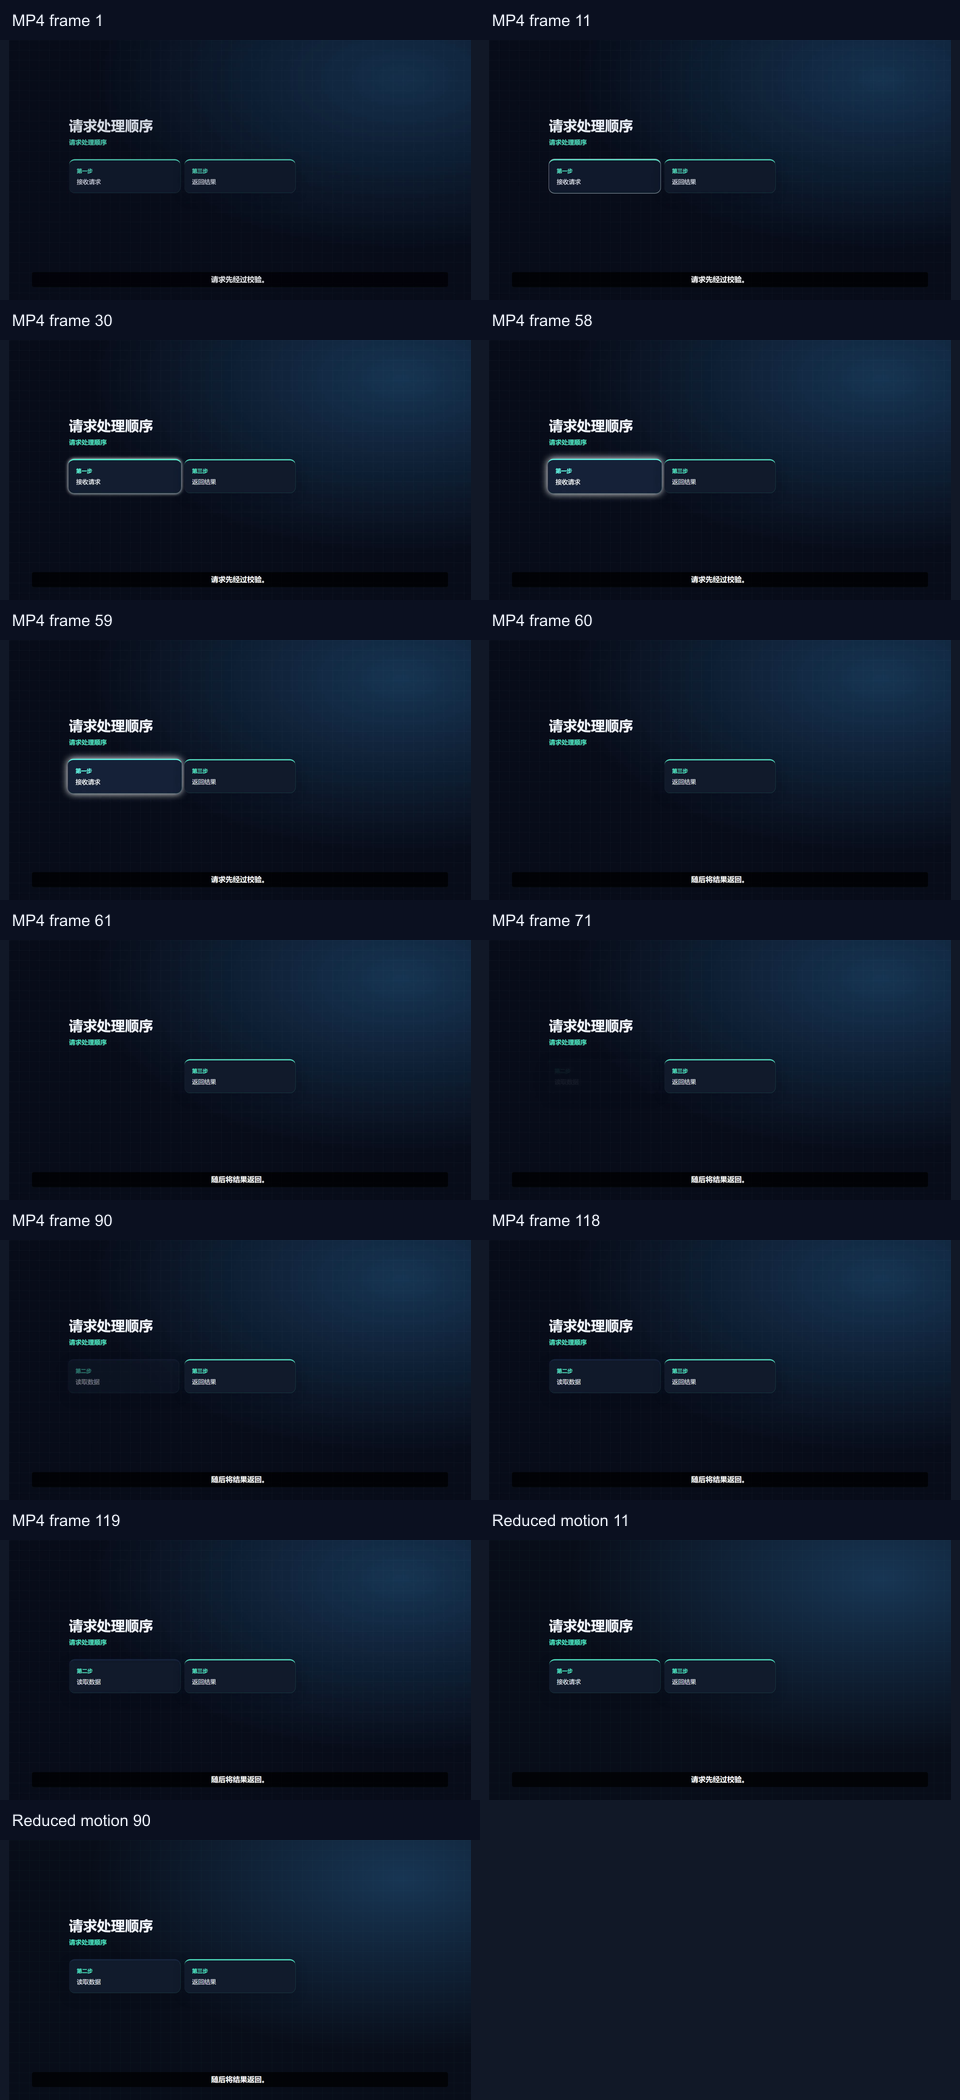 MP4 frame 1
请求处理顺序
请求处理顺序
第一步
接收请求
第三步
返回结果
请求先经过校验。
MP4 frame 11
请求处理顺序
请求处理顺序
第一步
接收请求
第三步
返回结果
请求先经过校验。
MP4 frame 30
请求处理顺序
请求处理顺序
第一步
接收请求
第三步
返回结果
请求先经过校验。
MP4 frame 58
请求处理顺序
请求处理顺序
第一步
接收请求
第三步
返回结果
请求先经过校验。
MP4 frame 59
请求处理顺序
请求处理顺序
第一步
接收请求
第三步
返回结果
请求先经过校验。
MP4 frame 60
请求处理顺序
请求处理顺序
第三步
返回结果
随后将结果返回。
MP4 frame 61
请求处理顺序
请求处理顺序
第三步
返回结果
随后将结果返回。
MP4 frame 71
请求处理顺序
请求处理顺序
第三步
返回结果
随后将结果返回。
MP4 frame 90
请求处理顺序
请求处理顺序
第二步
读取数据
第三步
返回结果
随后将结果返回。
MP4 frame 118
请求处理顺序
请求处理顺序
第二步
读取数据
第三步
返回结果
随后将结果返回。
MP4 frame 119
请求处理顺序
请求处理顺序
第二步
读取数据
第三步
返回结果
随后将结果返回。
Reduced motion 11
请求处理顺序
请求处理顺序
第一步
接收请求
第三步
返回结果
请求先经过校验。
Reduced motion 90
请求处理顺序
请求处理顺序
第二步
读取数据
第三步
返回结果
随后将结果返回。